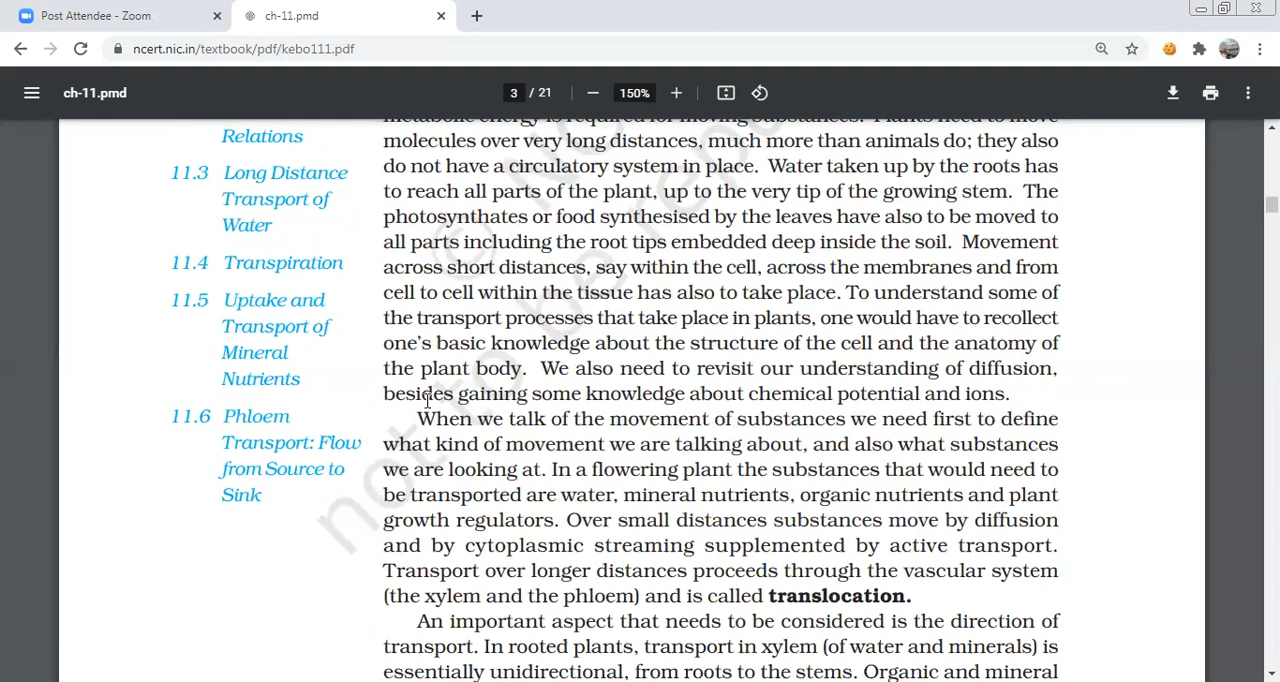 Post Attendee - Zoom
ch-11.pmd
ncert.nic.in/textbook/pdf/kebo111.pdf
ch-11.pmd
3 / 21
150%
Relations
11.3 Long Distance
Transport of
Water
11.4 Transpiration
11.5 Uptake and
Transport of
Mineral
Nutrients
11.6 Phloem
Transport: Flow
from Source to
Sink
metabolic energy is required for moving substances. Plants need to move
molecules over very long distances, much more than animals do; they also
do not have a circulatory system in place. Water taken up by the roots has
to reach all parts of the plant, up to the very tip of the growing stem. The
photosynthates or food synthesised by the leaves have also to be moved to
all parts including the root tips embedded deep inside the soil. Movement
across short distances, say within the cell, across the membranes and from
cell to cell within the tissue has also to take place. To understand some of
the transport processes that take place in plants, one would have to recollect
one's basic knowledge about the structure of the cell and the anatomy of
the plant body. We also need to revisit our understanding of diffusion,
besides gaining some knowledge about chemical potential and ions.
When we talk of the movement of substances we need first to define
what kind of movement we are talking about, and also what substances
we are looking at. In a flowering plant the substances that would need to
be transported are water, mineral nutrients, organic nutrients and plant
growth regulators. Over small distances substances move by diffusion
and by cytoplasmic streaming supplemented by active transport.
Transport over longer distances proceeds through the vascular system
(the xylem and the phloem) and is called translocation.
An important aspect that needs to be considered is the direction of
transport. In rooted plants, transport in xylem (of water and minerals) is
essentially unidirectional, from roots to the stems. Organic and mineral
not to be repu
© NC